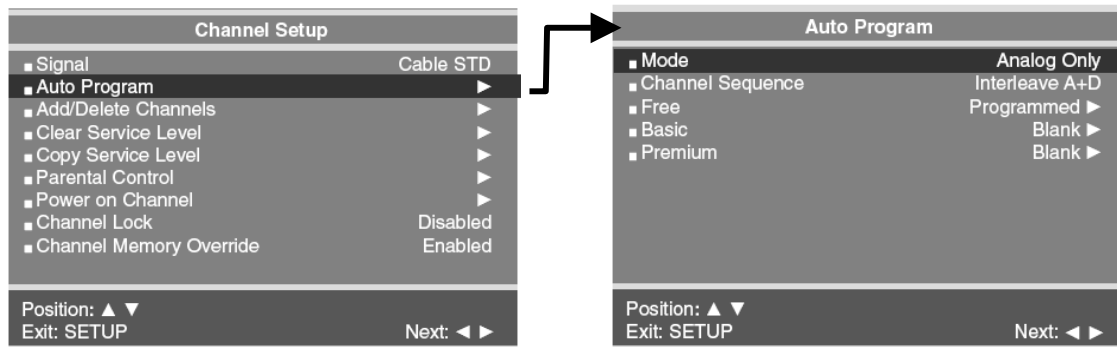 Channel Setup
Signal Cable STD
Auto Program ▶
Add/Delete Channels ▶
Clear Service Level ▶
Copy Service Level ▶
Parental Control ▶
Power on Channel ▶
Channel Lock Disabled
Channel Memory Override Enabled
Position: ▲ ▼
Exit: SETUP Next: ◀ ▶
Auto Program
Mode Analog Only
Channel Sequence Interleave A+D
Free Programmed ▶
Basic Blank ▶
Premium Blank ▶
Position: ▲ ▼
Exit: SETUP Next: ◀ ▶